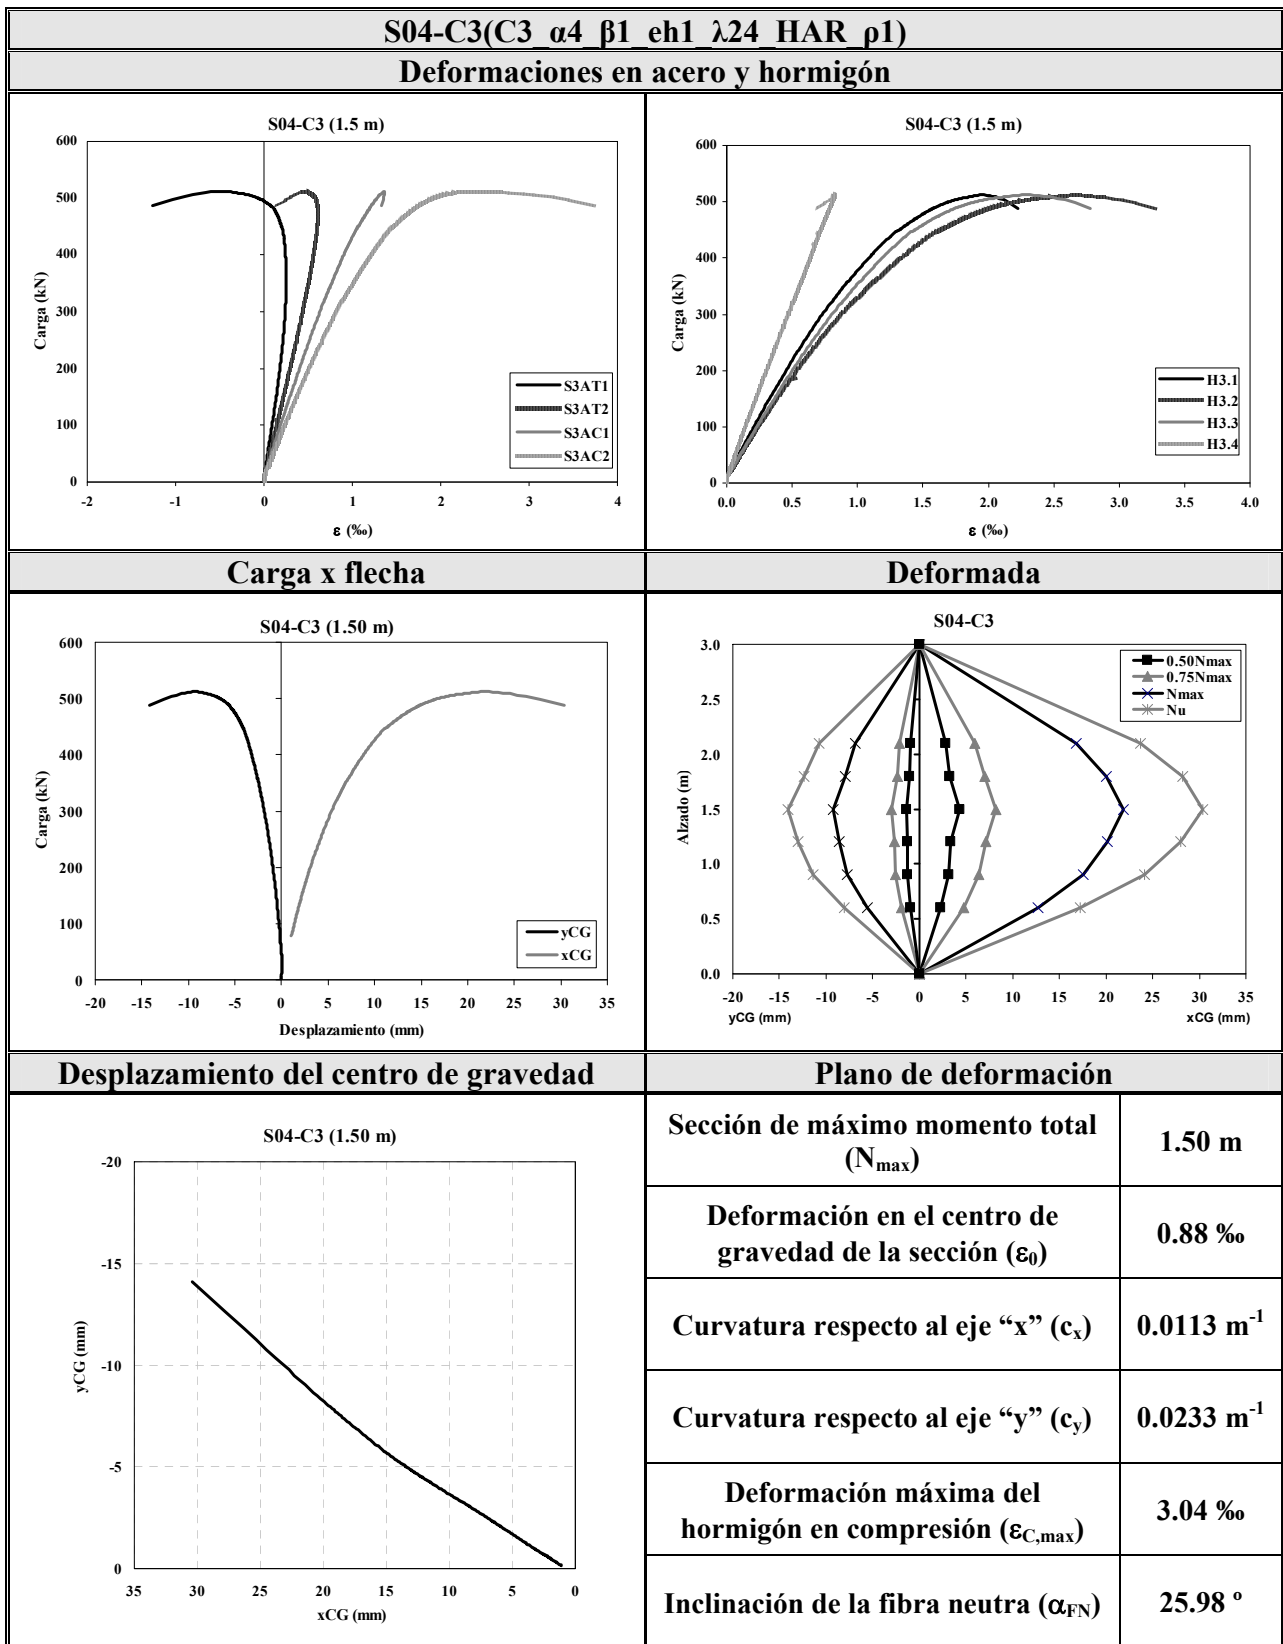 S04-C3(C3_α4_β1_eh1_λ24_HAR_ρ1)
Deformaciones en acero y hormigón
S04-C3 (1.5 m)
600
500
400
300
200
100
0
-2 -1 0 1 2 3 4
Carga (kN)
ε (‰)
S3AT1
S3AT2
S3AC1
S3AC2
S04-C3 (1.5 m)
600
500
400
300
200
100
0
0.0 0.5 1.0 1.5 2.0 2.5 3.0 3.5 4.0
Carga (kN)
ε (‰)
H3.1
H3.2
H3.3
H3.4
Carga x flecha
S04-C3 (1.50 m)
600
500
400
300
200
100
0
-20 -15 -10 -5 0 5 10 15 20 25 30 35
Carga (kN)
Desplazamiento (mm)
yCG
xCG
Deformada
S04-C3
3.0
2.5
2.0
1.5
1.0
0.5
0.0
-20 -15 -10 -5 0 5 10 15 20 25 30 35
Alzado (m)
yCG (mm)
xCG (mm)
0.50Nmax
0.75Nmax
Nmax
Nu
Desplazamiento del centro de gravedad
S04-C3 (1.50 m)
-20
-15
-10
-5
0
35 30 25 20 15 10 5 0
yCG (mm)
xCG (mm)
Plano de deformación
Sección de máximo momento total
(Nmax)
1.50 m
Deformación en el centro de
gravedad de la sección (ε0)
0.88 ‰
Curvatura respecto al eje “x” (cx)
0.0113 m-1
Curvatura respecto al eje “y” (cy)
0.0233 m-1
Deformación máxima del
hormigón en compresión (εC,max)
3.04 ‰
Inclinación de la fibra neutra (αFN)
25.98 º